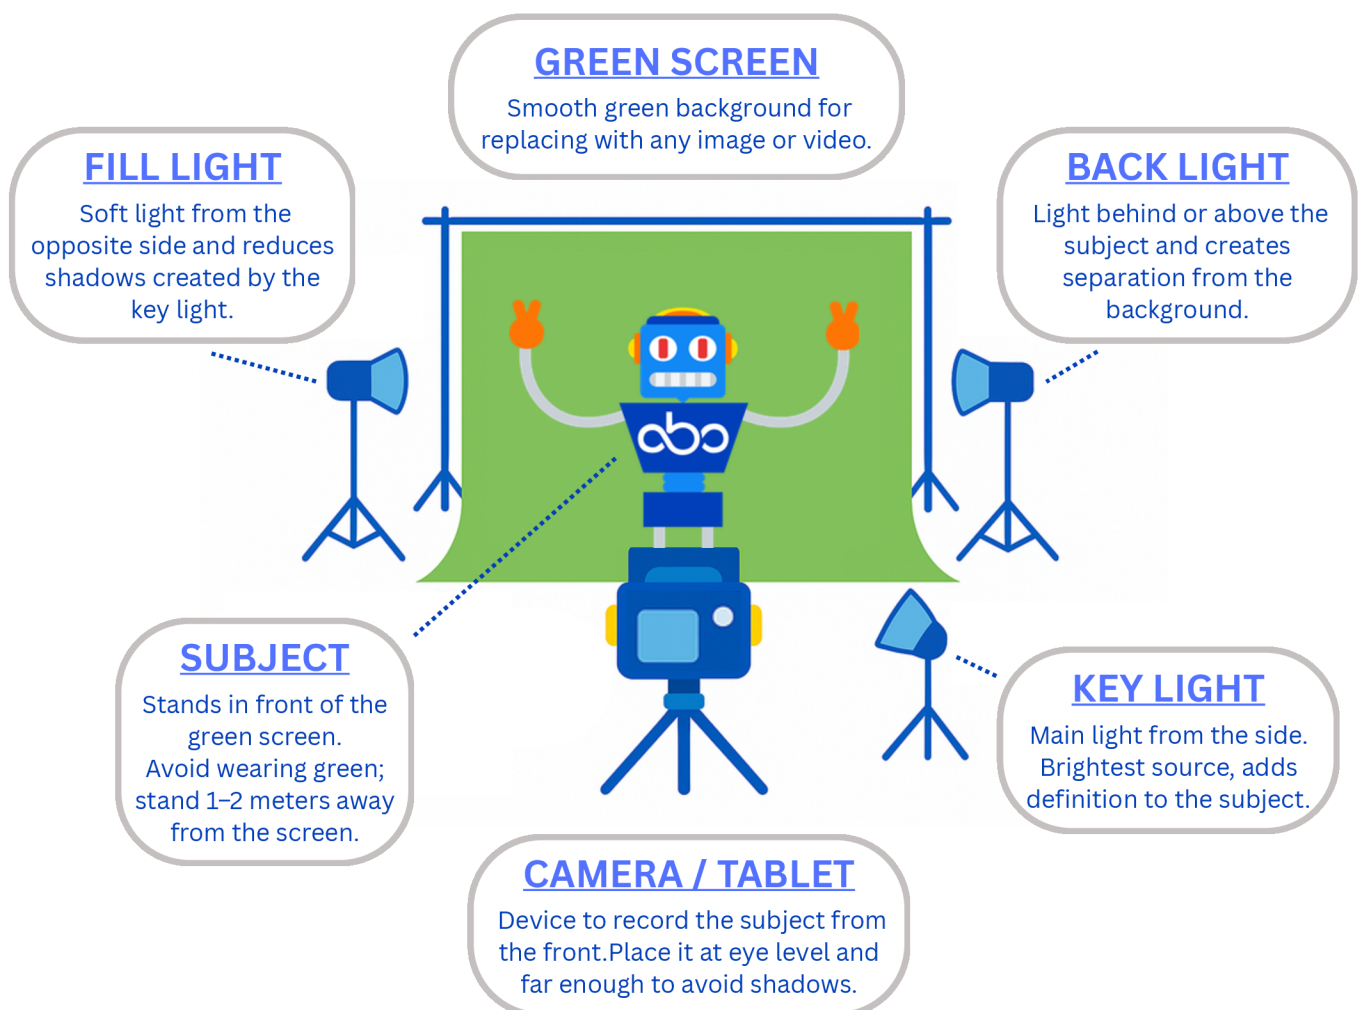 GREEN SCREEN
Smooth green background for
replacing with any image or video.
FILL LIGHT
Soft light from the
opposite side and reduces
shadows created by the
key light.
BACK LIGHT
Light behind or above the
subject and creates
separation from the
background.
abc
SUBJECT
Stands in front of the
green screen.
Avoid wearing green;
stand 1–2 meters away
from the screen.
KEY LIGHT
Main light from the side.
Brightest source, adds
definition to the subject.
CAMERA / TABLET
Device to record the subject from
the front.Place it at eye level and
far enough to avoid shadows.